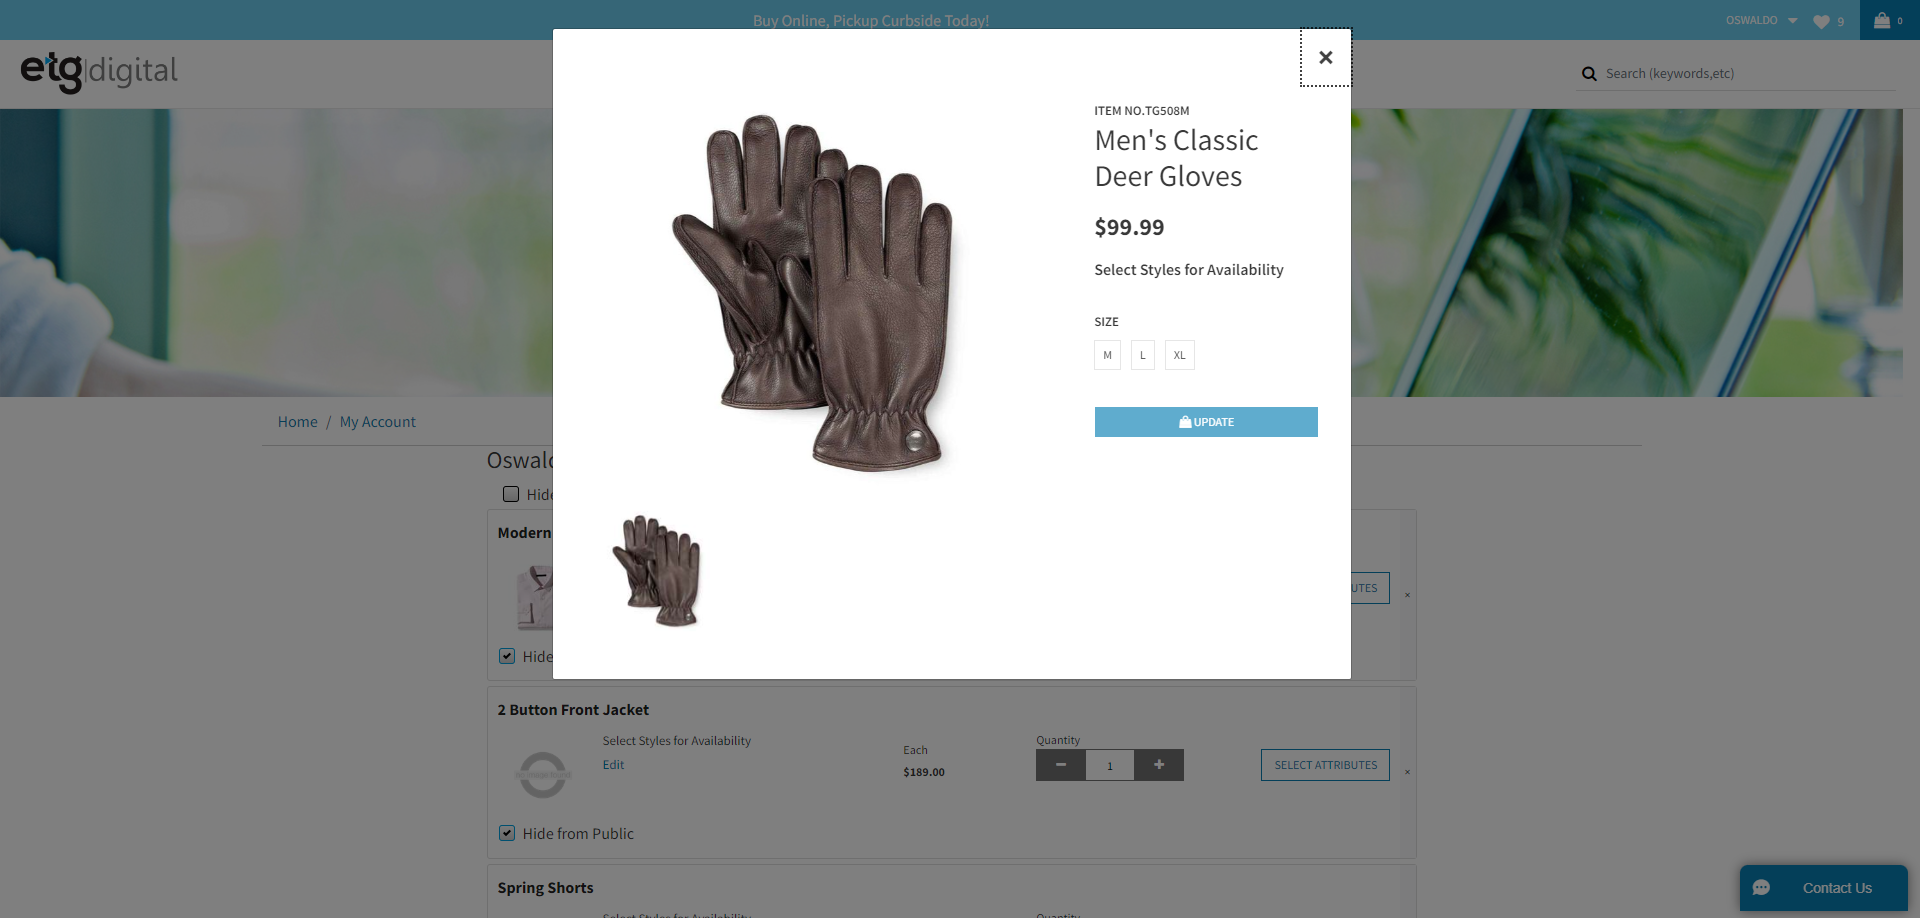 Buy Online, Pickup Curbside Today!
OSWALDO
9
0
etg|digital
Search (keywords,etc)
×
ITEM NO.TG508M
Men's Classic
Deer Gloves
$99.99
Select Styles for Availability
SIZE
M L XL
UPDATE
Home / My Account
Oswald
Hide
Modern
UTES
×
Hide
2 Button Front Jacket
Select Styles for Availability
Edit
Each
$189.00
Quantity
− 1 +
SELECT ATTRIBUTES
×
Hide from Public
Spring Shorts
Select Styles for Availability
Quantity
Contact Us